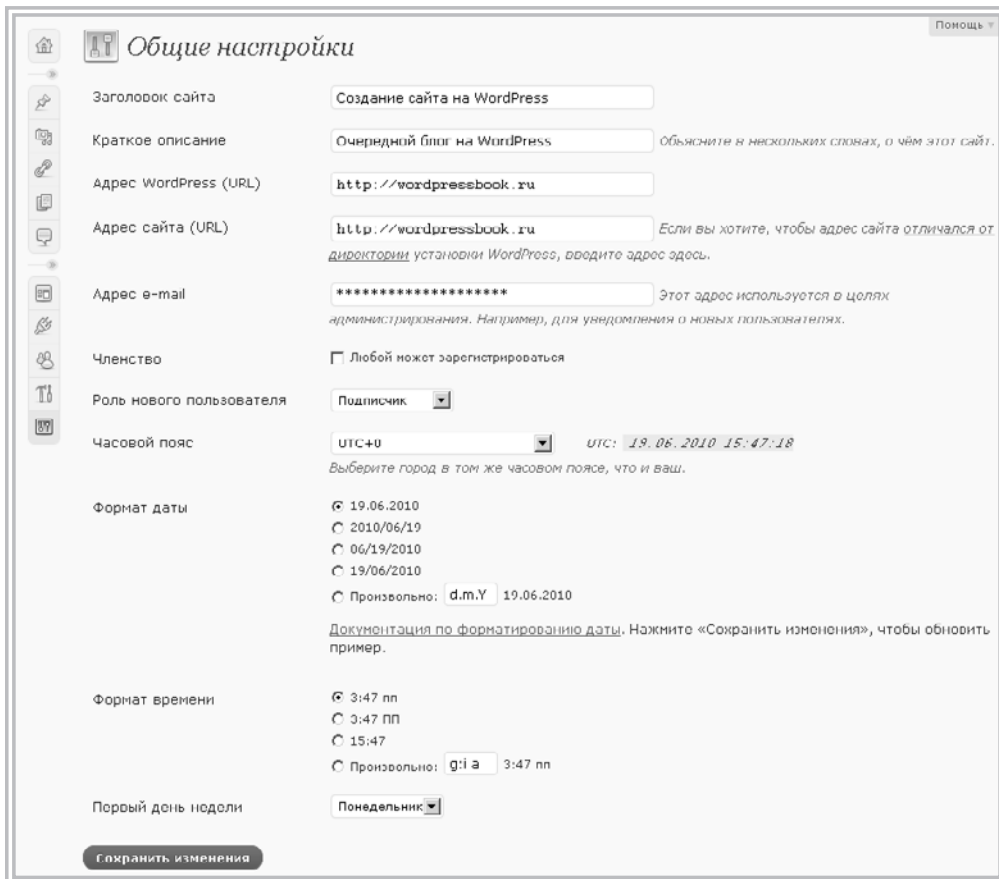 Помощь
Общие настройки
Заголовок сайта
Создание сайта на WordPress
Краткое описание
Очередной блог на WordPress
Объясните в нескольких словах, о чём этот сайт.
Адрес WordPress (URL)
http://wordpressbook.ru
Адрес сайта (URL)
http://wordpressbook.ru
Если вы хотите, чтобы адрес сайта отличался от
директории установки WordPress, введите адрес здесь.
Адрес e-mail
********************
Этот адрес используется в целях
администрирования. Например, для уведомления о новых пользователях.
Членство
Любой может зарегистрироваться
Роль нового пользователя
Подписчик
Часовой пояс
UTC+0
UTC: 19.06.2010 15:47:18
Выберите город в том же часовом поясе, что и ваш.
Формат даты
19.06.2010
2010/06/19
06/19/2010
19/06/2010
Произвольно: d.m.Y 19.06.2010
Документация по форматированию даты. Нажмите «Сохранить изменения», чтобы обновить
пример.
Формат времени
3:47 пп
3:47 ПП
15:47
Произвольно: g:i a 3:47 пп
Первый день недели
Понедельник
Сохранить изменения